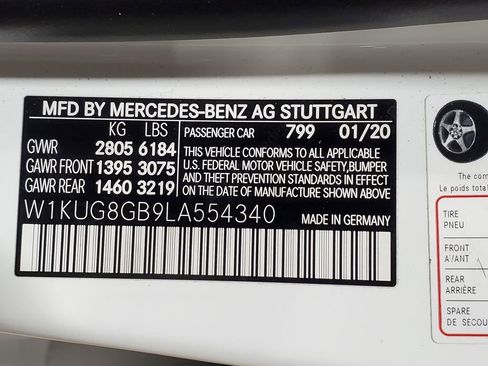 MFD BY MERCEDES-BENZ AG STUTTGART
KG LBS
GVWR 2805 6184
GAWR FRONT 1395 3075
GAWR REAR 1460 3219
PASSENGER CAR 799 01/20
THIS VEHICLE CONFORMS TO ALL APPLICABLE
U.S. FEDERAL MOTOR VEHICLE SAFETY, BUMPER
AND THEFT PREVENTION STANDARDS IN EFFECT
ON THE DATE OF MANUFACTURE SHOWN ABOVE.
W1KUG8GB9LA554340 MADE IN GERMANY
The com
Le poids total
TIRE
PNEU
FRONT
AVANT
REAR
ARRIÈRE
SPARE
DE SECOU